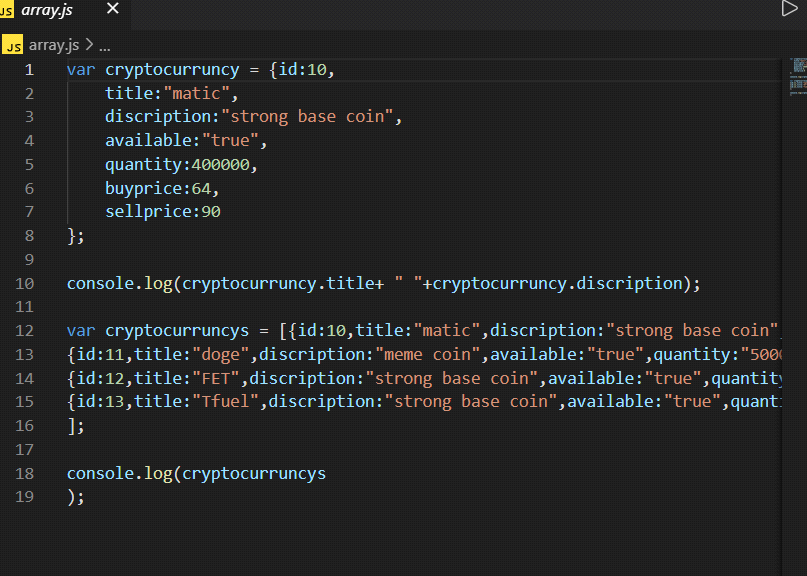 JS array.js ✕
JS array.js > ...
1 var cryptocurruncy = {id:10,
2 title:"matic",
3 discription:"strong base coin",
4 available:"true",
5 quantity:400000,
6 buyprice:64,
7 sellprice:90
8 };
9
10 console.log(cryptocurruncy.title+ " "+cryptocurruncy.discription);
11
12 var cryptocurruncys = [{id:10,title:"matic",discription:"strong base coin"
13 {id:11,title:"doge",discription:"meme coin",available:"true",quantity:"500
14 {id:12,title:"FET",discription:"strong base coin",available:"true",quantity
15 {id:13,title:"Tfuel",discription:"strong base coin",available:"true",quant
16 ];
17
18 console.log(cryptocurruncys
19 );